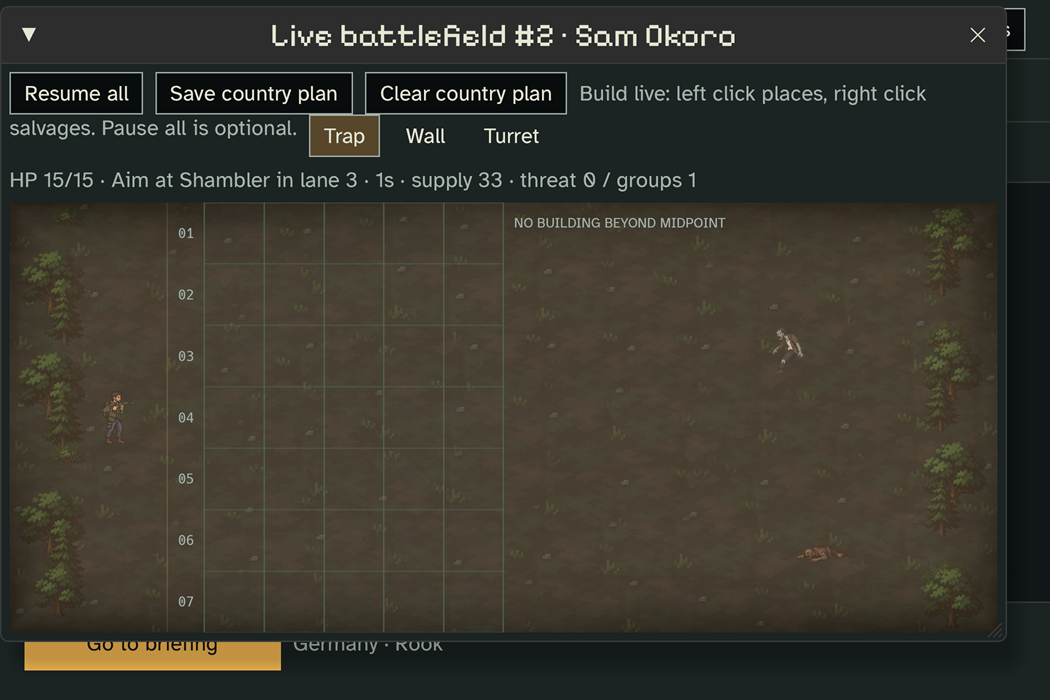 ▼ Live battlefield #2 · Sam Okoro ×
Resume all Save country plan Clear country plan Build live: left click places, right click
salvages. Pause all is optional. Trap Wall Turret
HP 15/15 · Aim at Shambler in lane 3 · 1s · supply 33 · threat 0 / groups 1
NO BUILDING BEYOND MIDPOINT
01
02
03
04
05
06
07
Go to briefing Germany · Rook